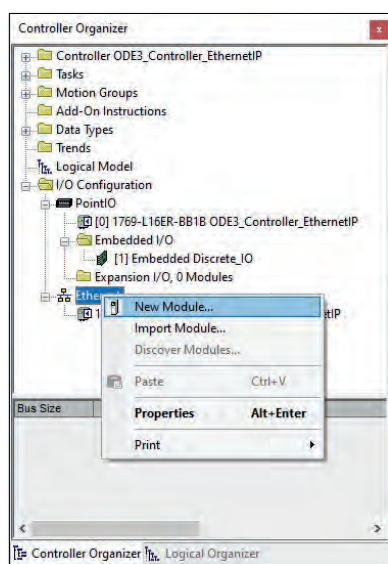 Controller Organizer
x
Controller ODE3_Controller_EthernetIP
Tasks
Motion Groups
Add-On Instructions
Data Types
Trends
Logical Model
I/O Configuration
PointIO
[0] 1769-L16ER-BB1B ODE3_Controller_EthernetIP
Embedded I/O
[1] Embedded Discrete_IO
Expansion I/O, 0 Modules
New Module...
Import Module...
Discover Modules...
Paste Ctrl+V
Properties Alt+Enter
Print
Bus Size
Controller Organizer Logical Organizer